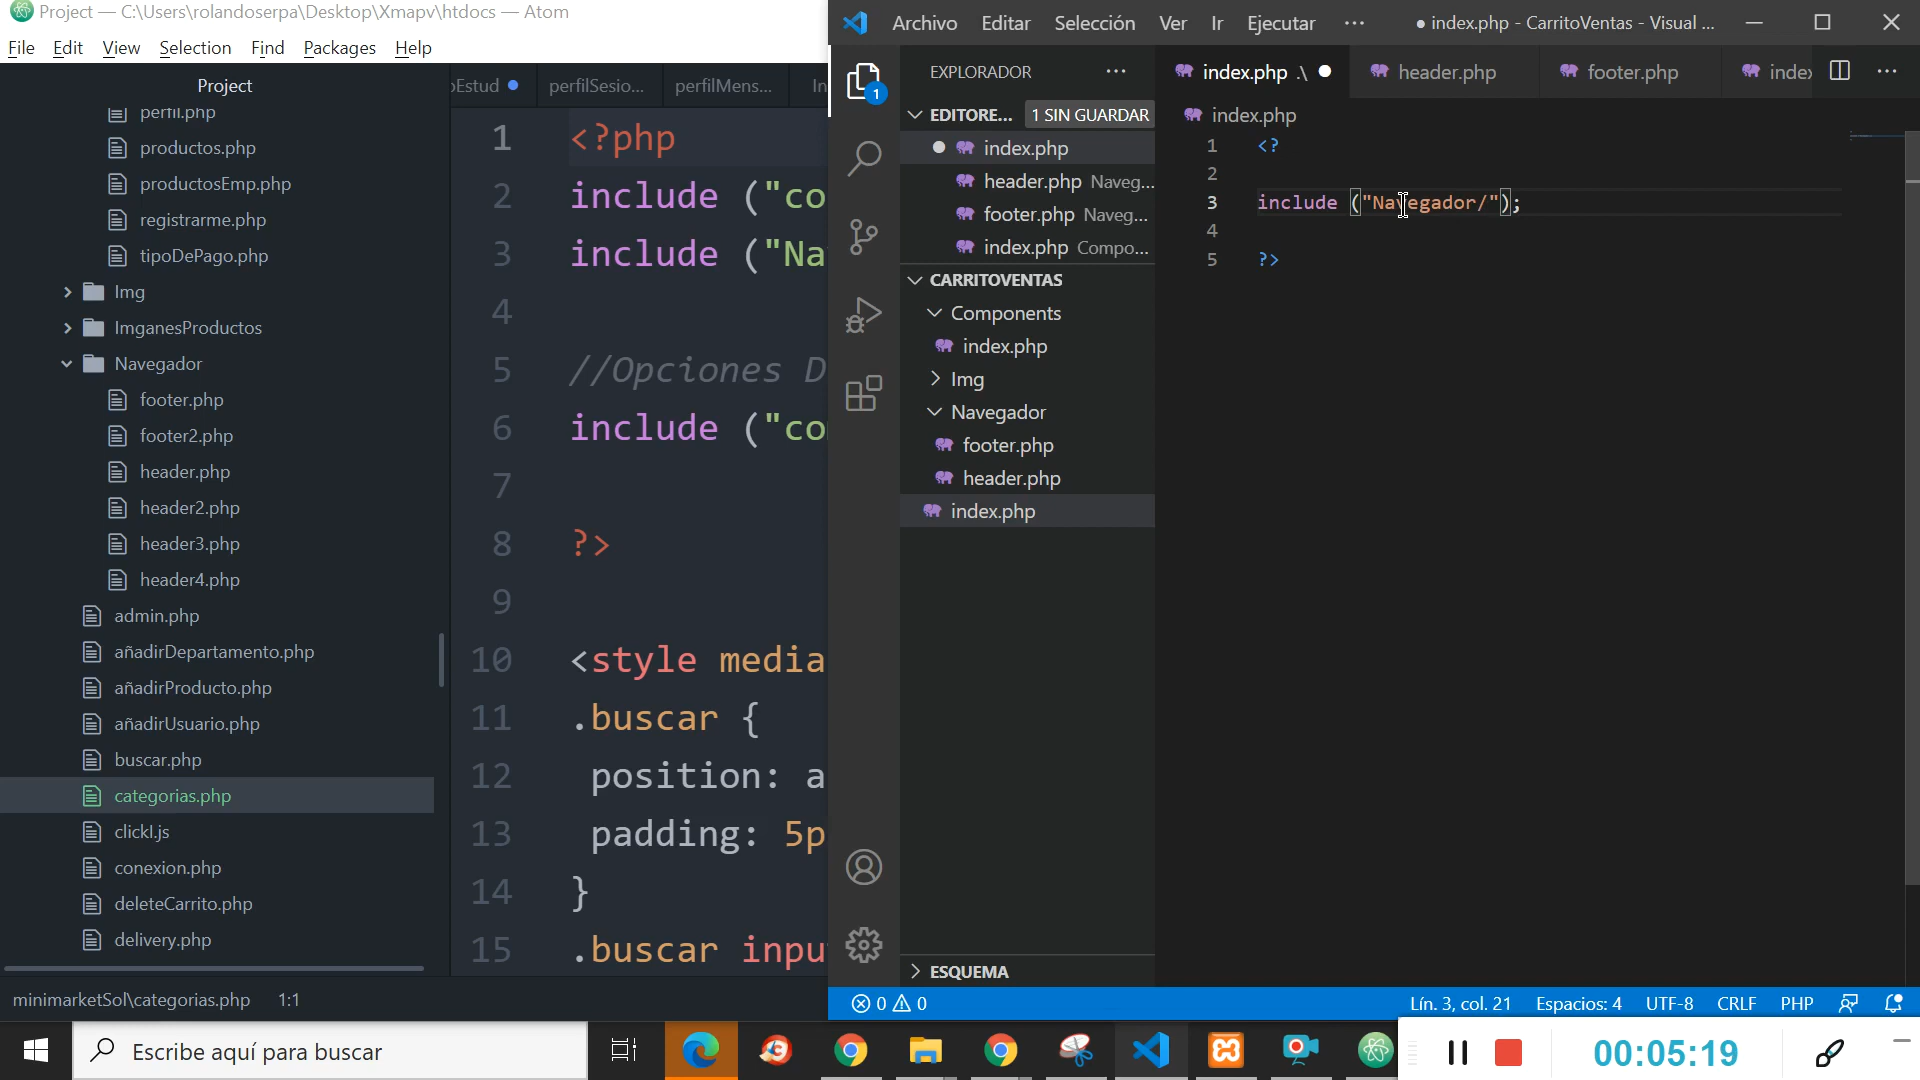 Project — C:\Users\rolandoserpa\Desktop\Xmapv\htdocs — Atom
File Edit View Selection Find Packages Help
Project
perfil.php
productos.php
productosEmp.php
registrarme.php
tipoDePago.php
Img
ImganesProductos
Navegador
footer.php
footer2.php
header.php
header2.php
header3.php
header4.php
admin.php
añadirDepartamento.php
añadirProducto.php
añadirUsuario.php
buscar.php
categorias.php
clickl.js
conexion.php
deleteCarrito.php
delivery.php
minimarketSol\categorias.php 1:1
Estud perfilSesio... perfilMens... In
1 <?php
2 include ("co
3 include ("Na
4
5 //Opciones D
6 include ("co
7
8 ?>
9
10 <style media
11 .buscar {
12 position: a
13 padding: 5p
14 }
15 .buscar inpu
Archivo Editar Selección Ver Ir Ejecutar ··· ● index.php - CarritoVentas - Visual ...
EXPLORADOR ···
EDITORE... 1 SIN GUARDAR
index.php
header.php Naveg...
footer.php Naveg...
index.php Compo...
CARRITOVENTAS
Components
index.php
Img
Navegador
footer.php
header.php
index.php
ESQUEMA
1
index.php .\ ● header.php footer.php index ···
index.php
1 <?
2
3 include ("Navegador/");
4
5 ?>
0 0 Lín. 3, col. 21 Espacios: 4 UTF-8 CRLF PHP
Escribe aquí para buscar
00:05:19